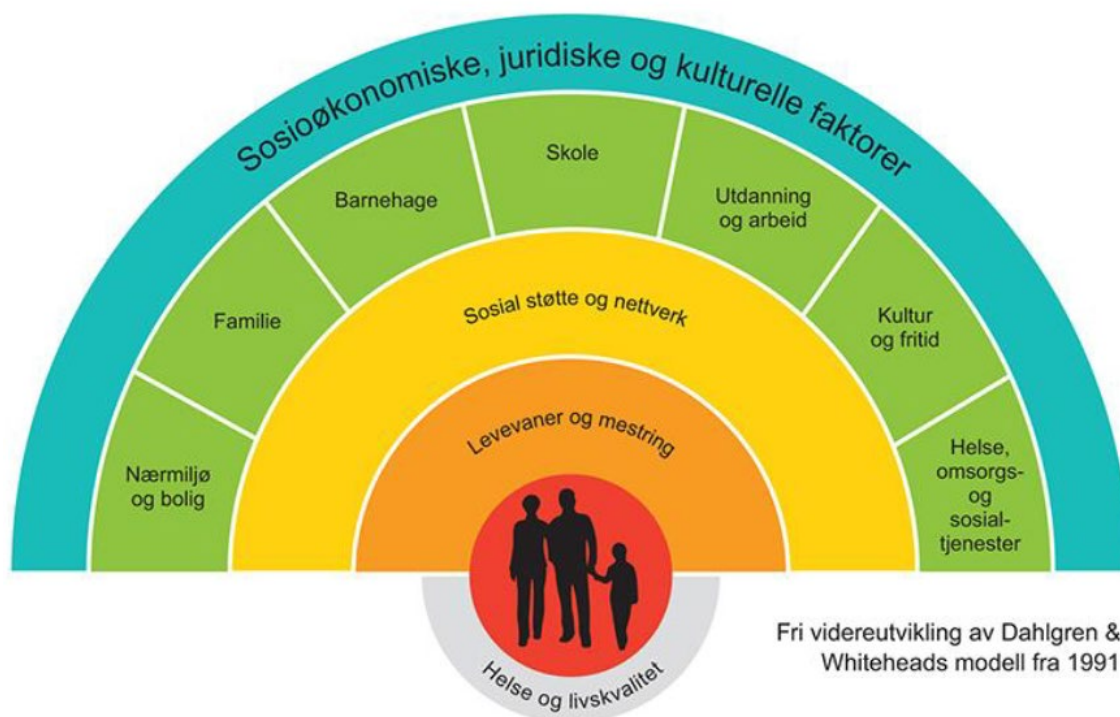 Sosioøkonomiske, juridiske og kulturelle faktorer
Skole
Barnehage
Utdanning
og arbeid
Familie
Kultur
og fritid
Nærmiljø
og bolig
Helse,
omsorgs-
og
sosial-
tjenester
Sosial støtte og nettverk
Levevaner og mestring
Helse og livskvalitet
Fri videreutvikling av Dahlgren &
Whiteheads modell fra 1991